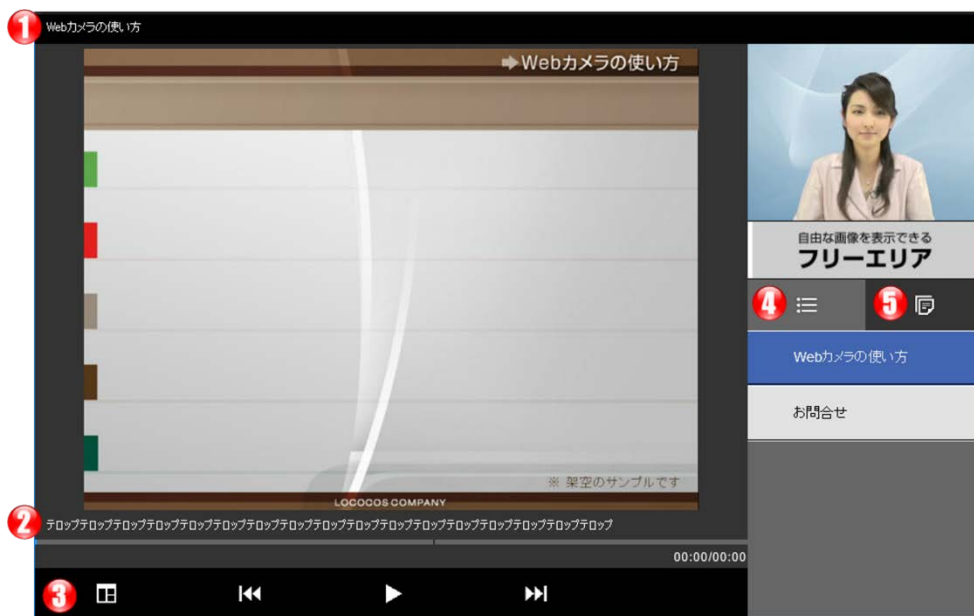 1 Webカメラの使い方
➡Webカメラの使い方
自由な画像を表示できる
フリーエリア
4
5
Webカメラの使い方
お問合せ
※ 架空のサンプルです
LOCOCOS COMPANY
2 テロップテロップテロップテロップテロップテロップテロップテロップテロップテロップテロップテロップテロップテロップテロップテロップテロップ
00:00/00:00
3